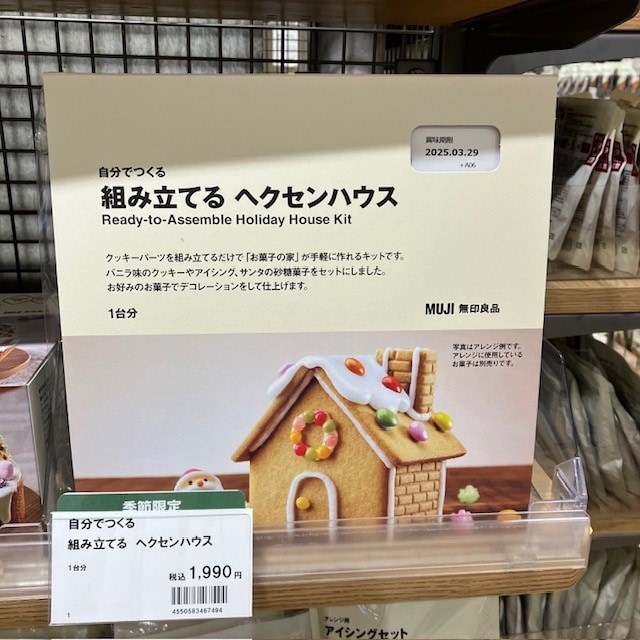 賞味期限
2025.03.29
+A06
自分でつくる
組み立てる ヘクセンハウス
Ready-to-Assemble Holiday House Kit
クッキーパーツを組み立てるだけで「お菓子の家」が手軽に作れるキットです。
バニラ味のクッキーやアイシング、サンタの砂糖菓子をセットにしました。
お好みのお菓子でデコレーションをして仕上げます。
1台分
MUJI 無印良品
写真はアレンジ例です。
アレンジに使用している
お菓子は別売りです。
季節限定
自分でつくる
組み立てる ヘクセンハウス
1台分
税込 1,990円
4550583467494
1
アレンジ用
アイシングセット